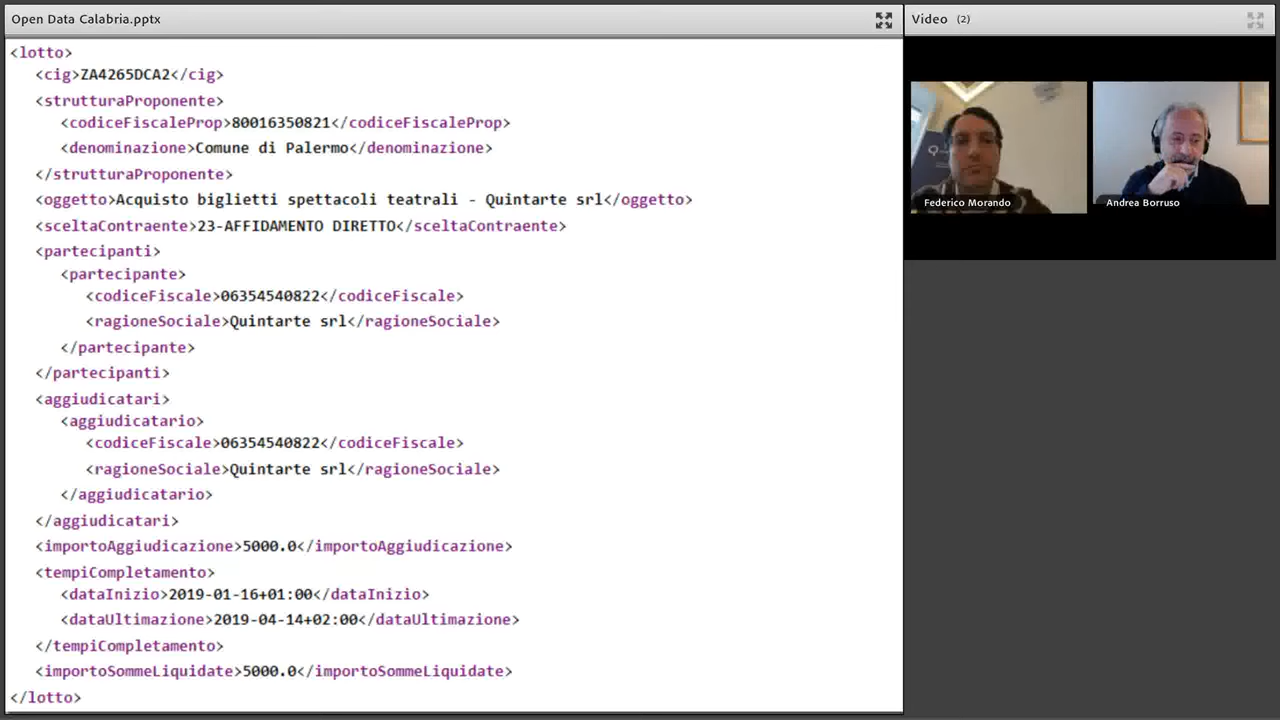 Open Data Calabria.pptx
Video (2)
<lotto>
<cig>ZA4265DCA2</cig>
<strutturaProponente>
<codiceFiscaleProp>80016350821</codiceFiscaleProp>
<denominazione>Comune di Palermo</denominazione>
</strutturaProponente>
<oggetto>Acquisto biglietti spettacoli teatrali - Quintarte srl</oggetto>
<sceltaContraente>23-AFFIDAMENTO DIRETTO</sceltaContraente>
<partecipanti>
<partecipante>
<codiceFiscale>06354540822</codiceFiscale>
<ragioneSociale>Quintarte srl</ragioneSociale>
</partecipante>
</partecipanti>
<aggiudicatari>
<aggiudicatario>
<codiceFiscale>06354540822</codiceFiscale>
<ragioneSociale>Quintarte srl</ragioneSociale>
</aggiudicatario>
</aggiudicatari>
<importoAggiudicazione>5000.0</importoAggiudicazione>
<tempiCompletamento>
<dataInizio>2019-01-16+01:00</dataInizio>
<dataUltimazione>2019-04-14+02:00</dataUltimazione>
</tempiCompletamento>
<importoSommeLiquidate>5000.0</importoSommeLiquidate>
</lotto>
Federico Morando
Andrea Borruso